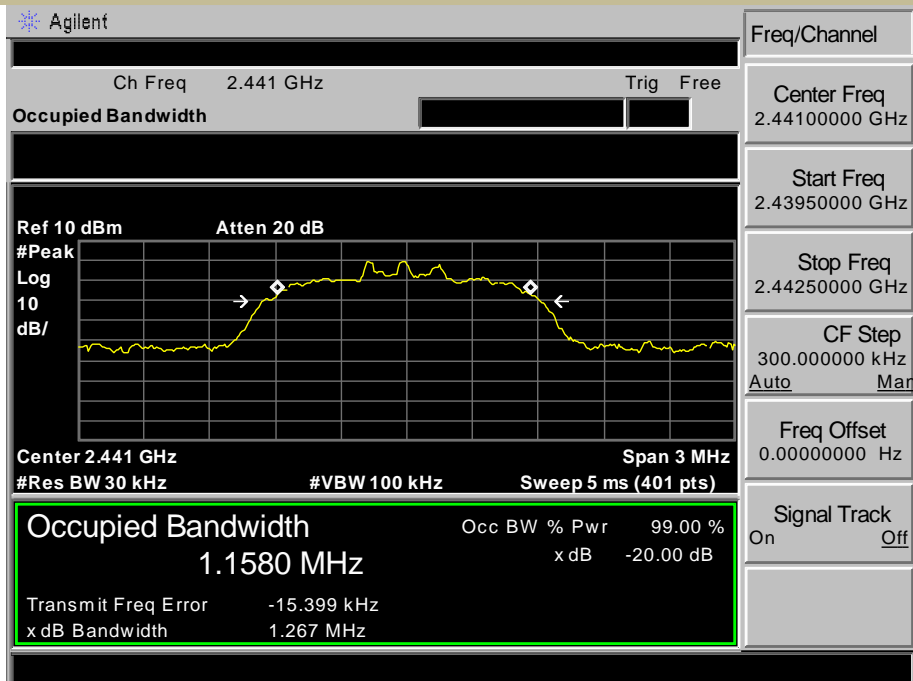 Agilent
Freq/Channel
Ch Freq 2.441 GHz Trig Free
Occupied Bandwidth
Center Freq
2.44100000 GHz
Start Freq
2.43950000 GHz
Ref 10 dBm Atten 20 dB
#Peak
Log
10
dB/
Stop Freq
2.44250000 GHz
CF Step
300.000000 kHz
Auto Man
Freq Offset
0.00000000 Hz
Center 2.441 GHz Span 3 MHz
#Res BW 30 kHz #VBW 100 kHz Sweep 5 ms (401 pts)
Signal Track
On Off
Occupied Bandwidth
1.1580 MHz
Occ BW % Pwr 99.00 %
x dB -20.00 dB
Transmit Freq Error -15.399 kHz
x dB Bandwidth 1.267 MHz